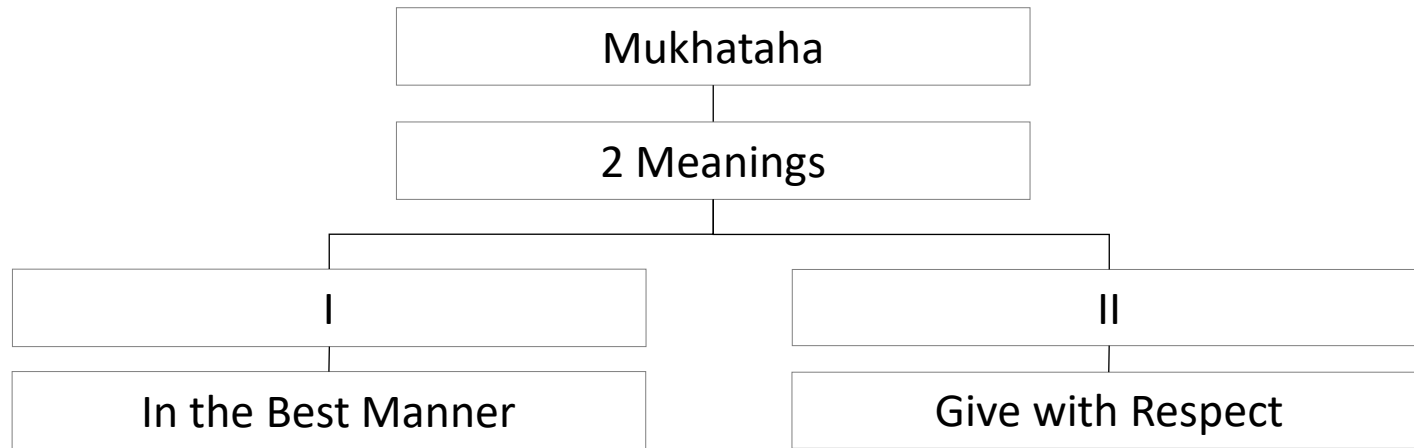 Mukhataha
2 Meanings
I
II
In the Best Manner
Give with Respect